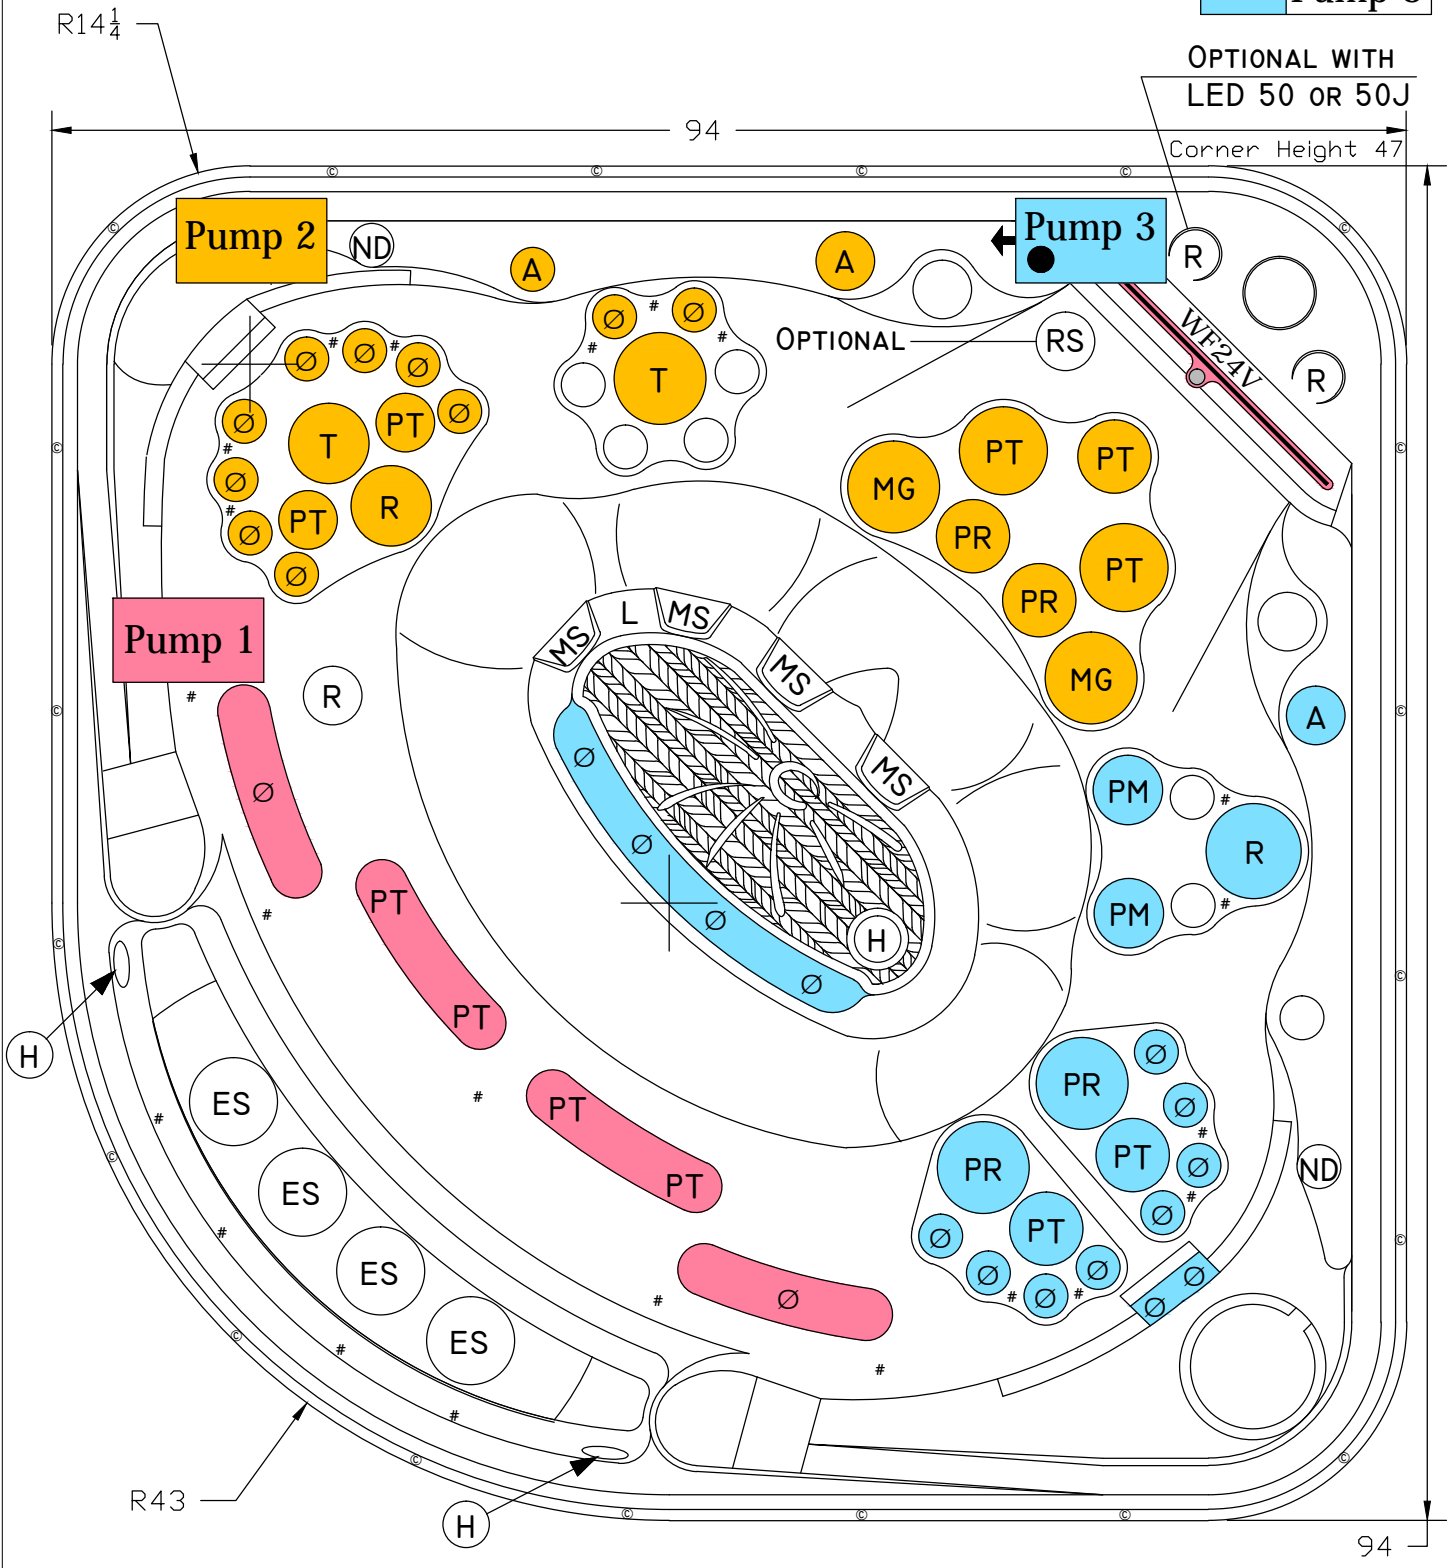 R14 1/4
OPTIONAL WITH
LED 50 OR 50J
94
Corner Height 47
Pump 2
ND
A
A
Pump 3
R
WF24V
R
OPTIONAL
RS
Ø Ø
T
Ø Ø Ø Ø
Ø T PT
Ø PT R
Ø
Ø
PT PT
MG
PR PT
PR
MG
Pump 1
R
MS L MS
MS
MS
A
Ø
Ø
Ø
Ø
Ø
H
PM
R
PM
PT
PT
PT
PT
Ø
H
ES
ES
ES
ES
PR Ø
Ø
PT Ø
Ø
PR
PT
Ø Ø Ø Ø
ND
Ø
Ø
R43
H
94